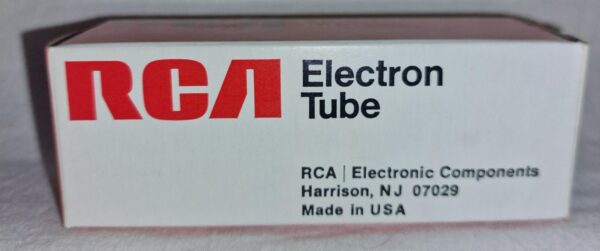 RCA Electron
Tube
RCA | Electronic Components
Harrison, NJ 07029
Made in USA